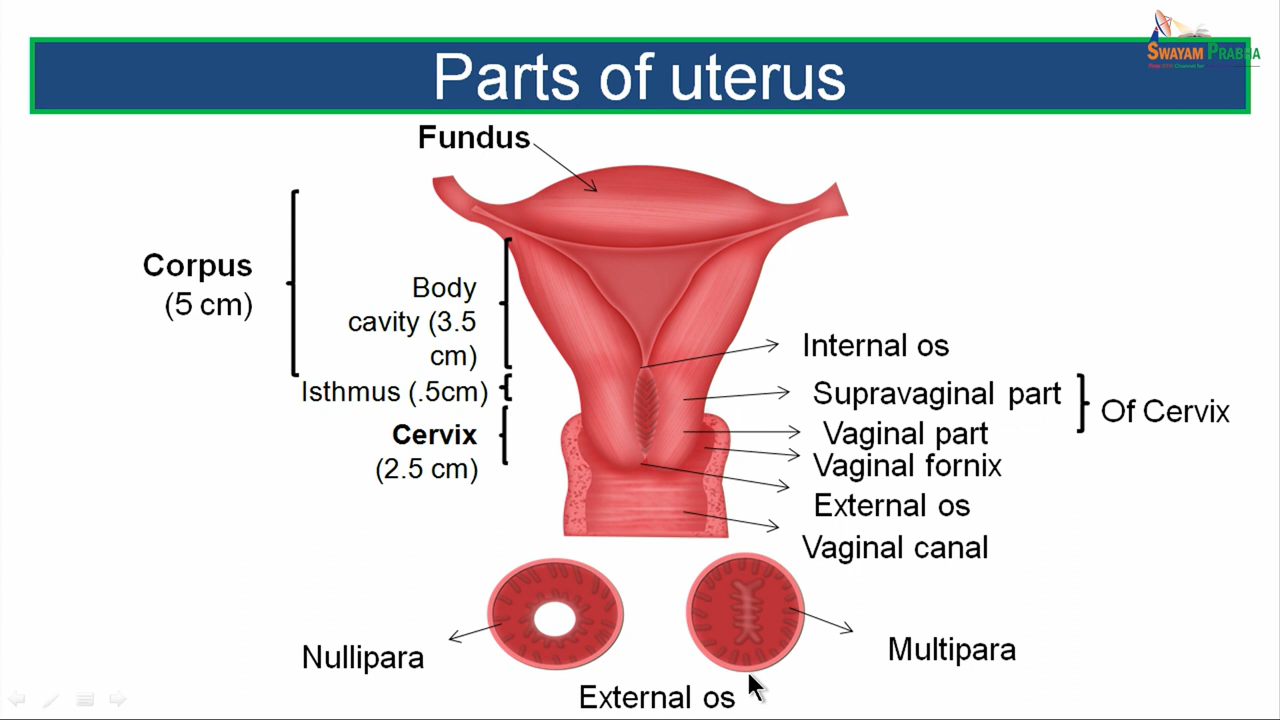 SWAYAM PRABHA
Parts of uterus
Fundus
Corpus
(5 cm)
Body
cavity (3.5
cm)
Isthmus (.5cm)
Cervix
(2.5 cm)
Internal os
Supravaginal part
Of Cervix
Vaginal part
Vaginal fornix
External os
Vaginal canal
Nullipara
Multipara
External os